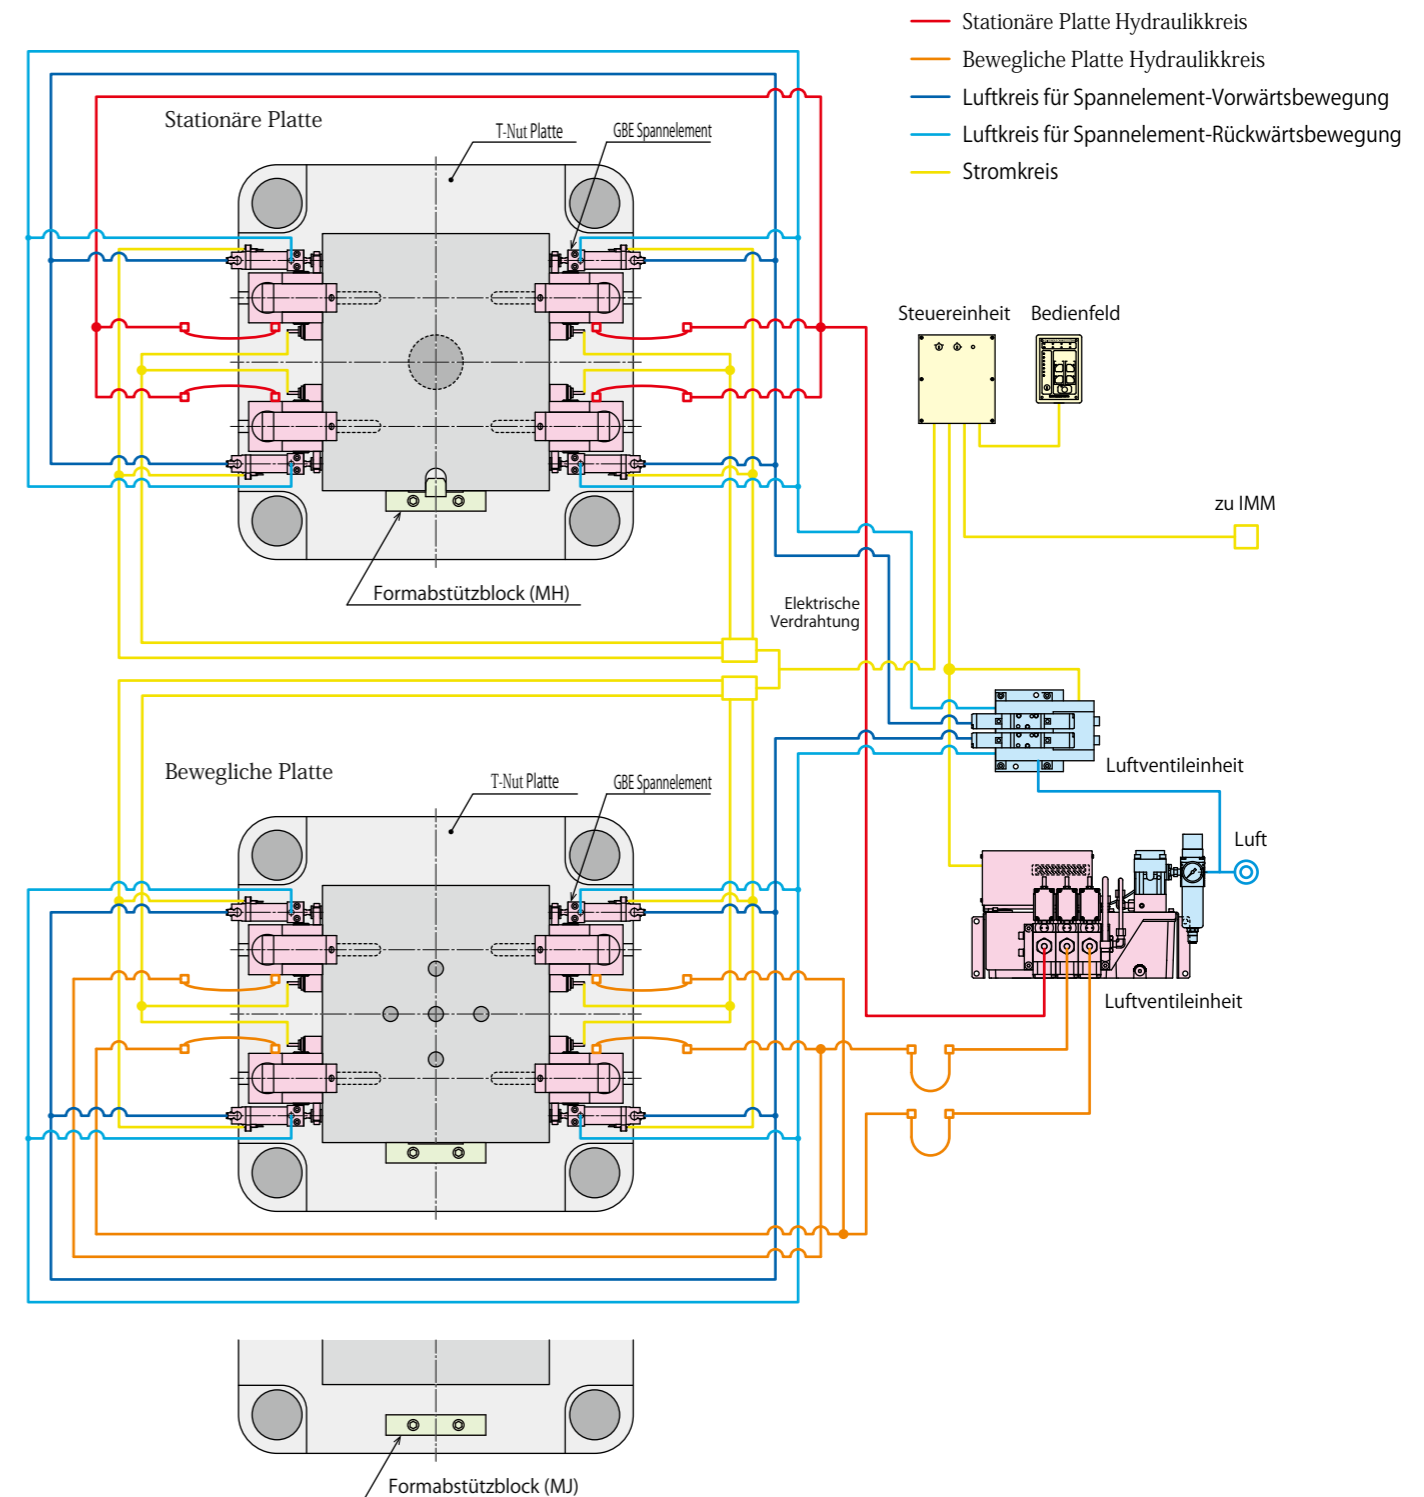 Stationäre Platte Hydraulikkreis
Bewegliche Platte Hydraulikkreis
Luftkreis für Spannelement-Vorwärtsbewegung
Luftkreis für Spannelement-Rückwärtsbewegung
Stromkreis
Stationäre Platte
T-Nut Platte
GBE Spannelement
Steuereinheit
Bedienfeld
zu IMM
Formabstützblock (MH)
Elektrische
Verdrahtung
Luftventileinheit
Bewegliche Platte
T-Nut Platte
GBE Spannelement
Luft
Luftventileinheit
Formabstützblock (MJ)